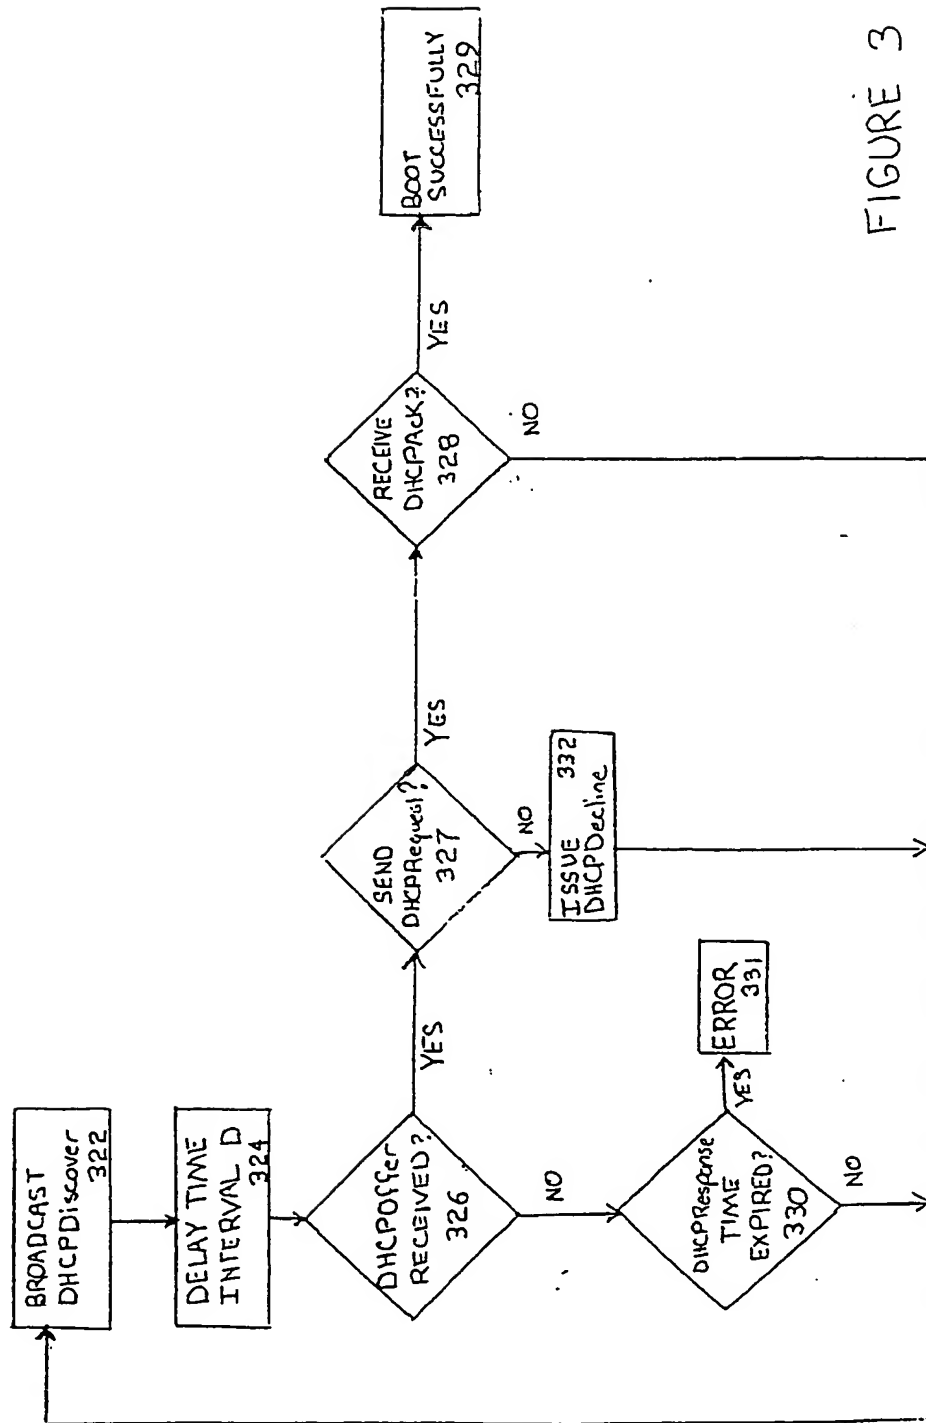 BROADCAST
DHCPDiscover
322
DELAY TIME
INTERVAL D
324
DHCPOffer
RECEIVED?
326
YES
NO
SEND
DHCPRequest?
327
YES
NO
RECEIVE
DHCPAck?
328
YES
NO
BOOT
SUCCESSFULLY
329
DHCPResponse
TIME
EXPIRED?
330
YES
NO
ERROR
331
ISSUE 332
DHCPDecline
FIGURE 3